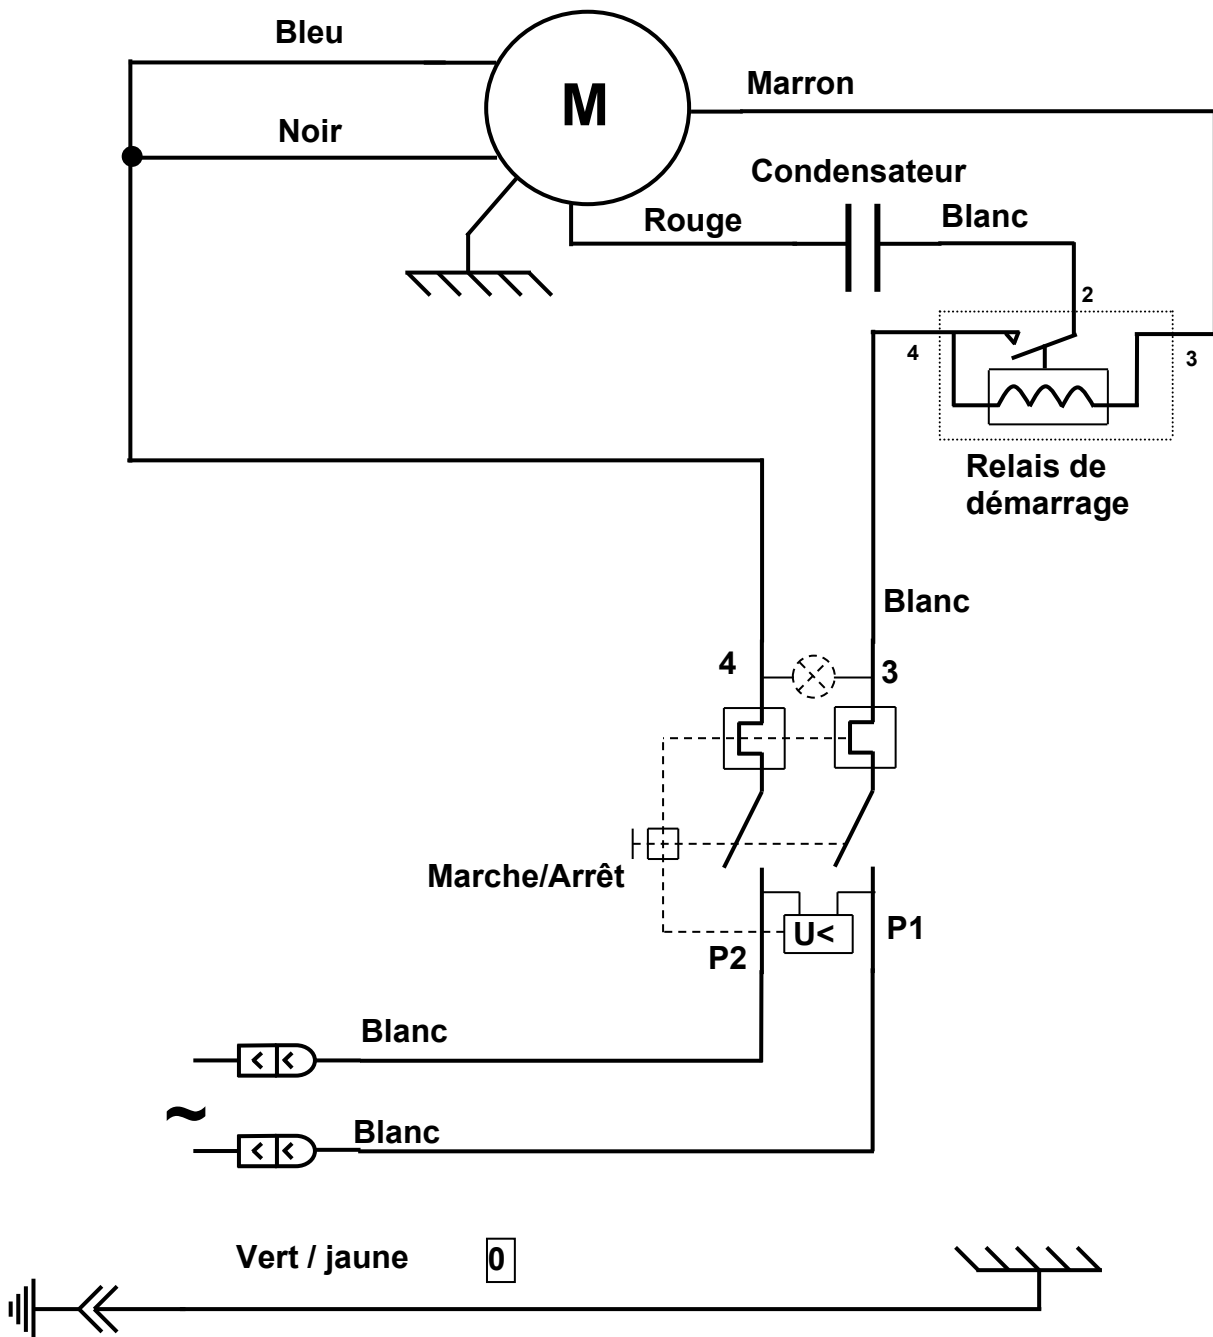 Bleu
M
Marron
Noir
Condensateur
Rouge
Blanc
2
4
3
Relais de
démarrage
Blanc
4
3
Marche/Arrêt
U<
P1
P2
Blanc
~
Blanc
Vert / jaune
0